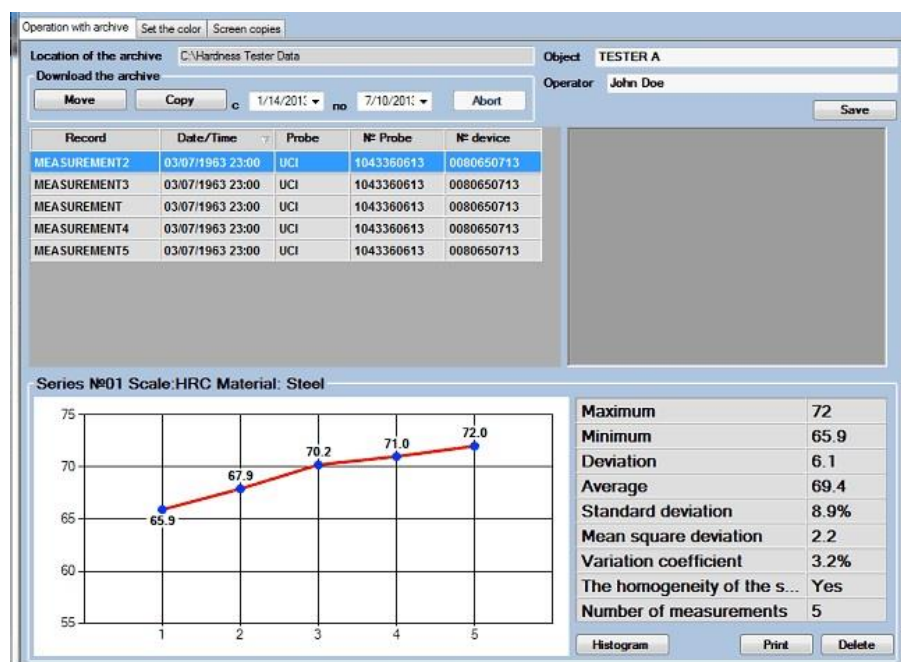 Operation with archive Set the color Screen copies
Location of the archive C:\Hardness Tester Data
Object TESTER A
Download the archive
Operator John Doe
Move Copy c 1/14/201 no 7/10/201 Abort
Save
Record Date/Time Probe № Probe № device
MEASUREMENT2 03/07/1963 23:00 UCI 1043360613 0080650713
MEASUREMENT3 03/07/1963 23:00 UCI 1043360613 0080650713
MEASUREMENT 03/07/1963 23:00 UCI 1043360613 0080650713
MEASUREMENT4 03/07/1963 23:00 UCI 1043360613 0080650713
MEASUREMENT5 03/07/1963 23:00 UCI 1043360613 0080650713
Series №01 Scale:HRC Material: Steel
75
70
65
60
55
65.9
67.9
70.2
71.0
72.0
1 2 3 4 5
Maximum 72
Minimum 65.9
Deviation 6.1
Average 69.4
Standard deviation 8.9%
Mean square deviation 2.2
Variation coefficient 3.2%
The homogeneity of the s... Yes
Number of measurements 5
Histogram Print Delete